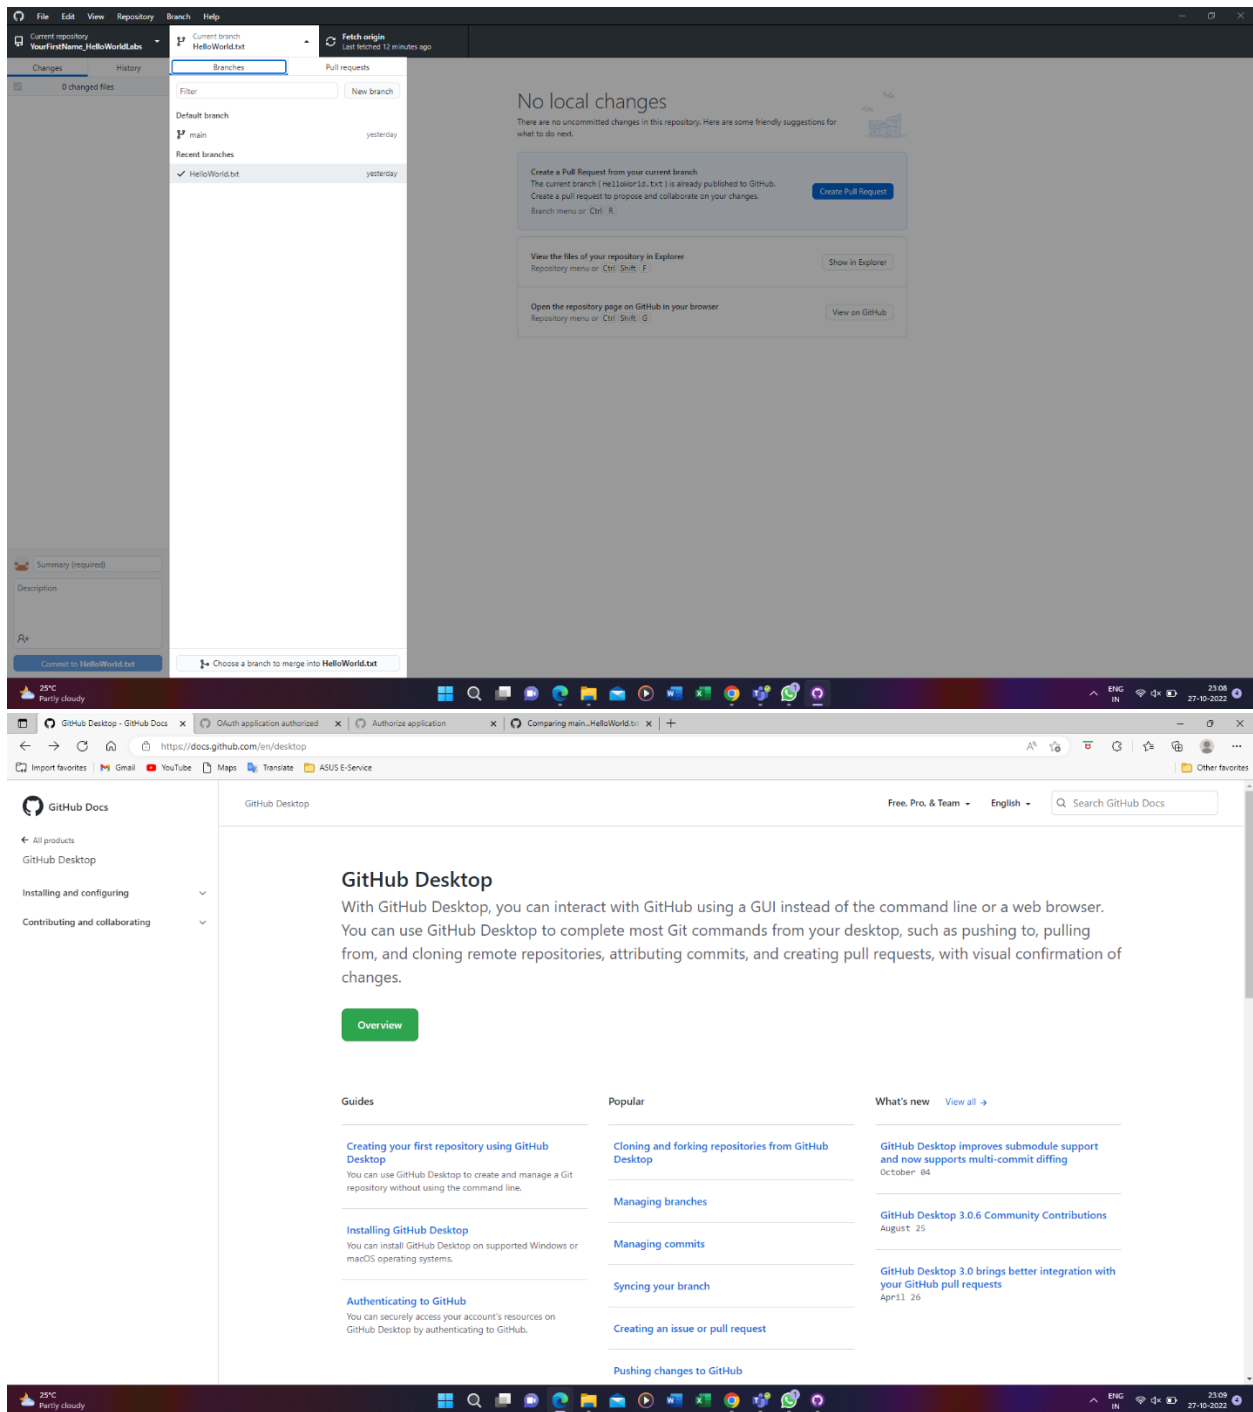 File Edit View Repository Branch Help
Current repository
YourFirstName_HelloWorldLabs
Current branch
HelloWorld.txt
Fetch origin
Last fetched 12 minutes ago
Changes History
Branches Pull requests
0 changed files
Filter
New branch
Default branch
main yesterday
Recent branches
HelloWorld.txt yesterday
No local changes
There are no uncommitted changes in this repository. Here are some friendly suggestions for
what to do next.
Create a Pull Request from your current branch
The current branch (HelloWorld.txt) is already published to GitHub.
Create a pull request to propose and collaborate on your changes.
Branch menu or Ctrl R
Create Pull Request
View the files of your repository in Explorer
Repository menu or Ctrl Shift F
Show in Explorer
Open the repository page on GitHub in your browser
Repository menu or Ctrl Shift G
View on GitHub
Summary (required)
Description
Commit to HelloWorld.txt
Choose a branch to merge into HelloWorld.txt
25°C
Partly cloudy
ENG
IN
23:08
27-10-2022
GitHub Desktop - GitHub Docs
OAuth application authorized
Authorize application
Comparing main...HelloWorld.tx
https://docs.github.com/en/desktop
Import favorites Gmail YouTube Maps Translate ASUS E-Service Other favorites
GitHub Docs
GitHub Desktop
Free, Pro, & Team English
Search GitHub Docs
All products
GitHub Desktop
Installing and configuring
Contributing and collaborating
GitHub Desktop
With GitHub Desktop, you can interact with GitHub using a GUI instead of the command line or a web browser.
You can use GitHub Desktop to complete most Git commands from your desktop, such as pushing to, pulling
from, and cloning remote repositories, attributing commits, and creating pull requests, with visual confirmation of
changes.
Overview
Guides
Creating your first repository using GitHub
Desktop
You can use GitHub Desktop to create and manage a Git
repository without using the command line.
Installing GitHub Desktop
You can install GitHub Desktop on supported Windows or
macOS operating systems.
Authenticating to GitHub
You can securely access your account's resources on
GitHub Desktop by authenticating to GitHub.
Popular
Cloning and forking repositories from GitHub
Desktop
Managing branches
Managing commits
Syncing your branch
Creating an issue or pull request
Pushing changes to GitHub
What's new View all →
GitHub Desktop improves submodule support
and now supports multi-commit diffing
October 04
GitHub Desktop 3.0.6 Community Contributions
August 25
GitHub Desktop 3.0 brings better integration with
your GitHub pull requests
April 26
25°C
Partly cloudy
ENG
IN
23:09
27-10-2022